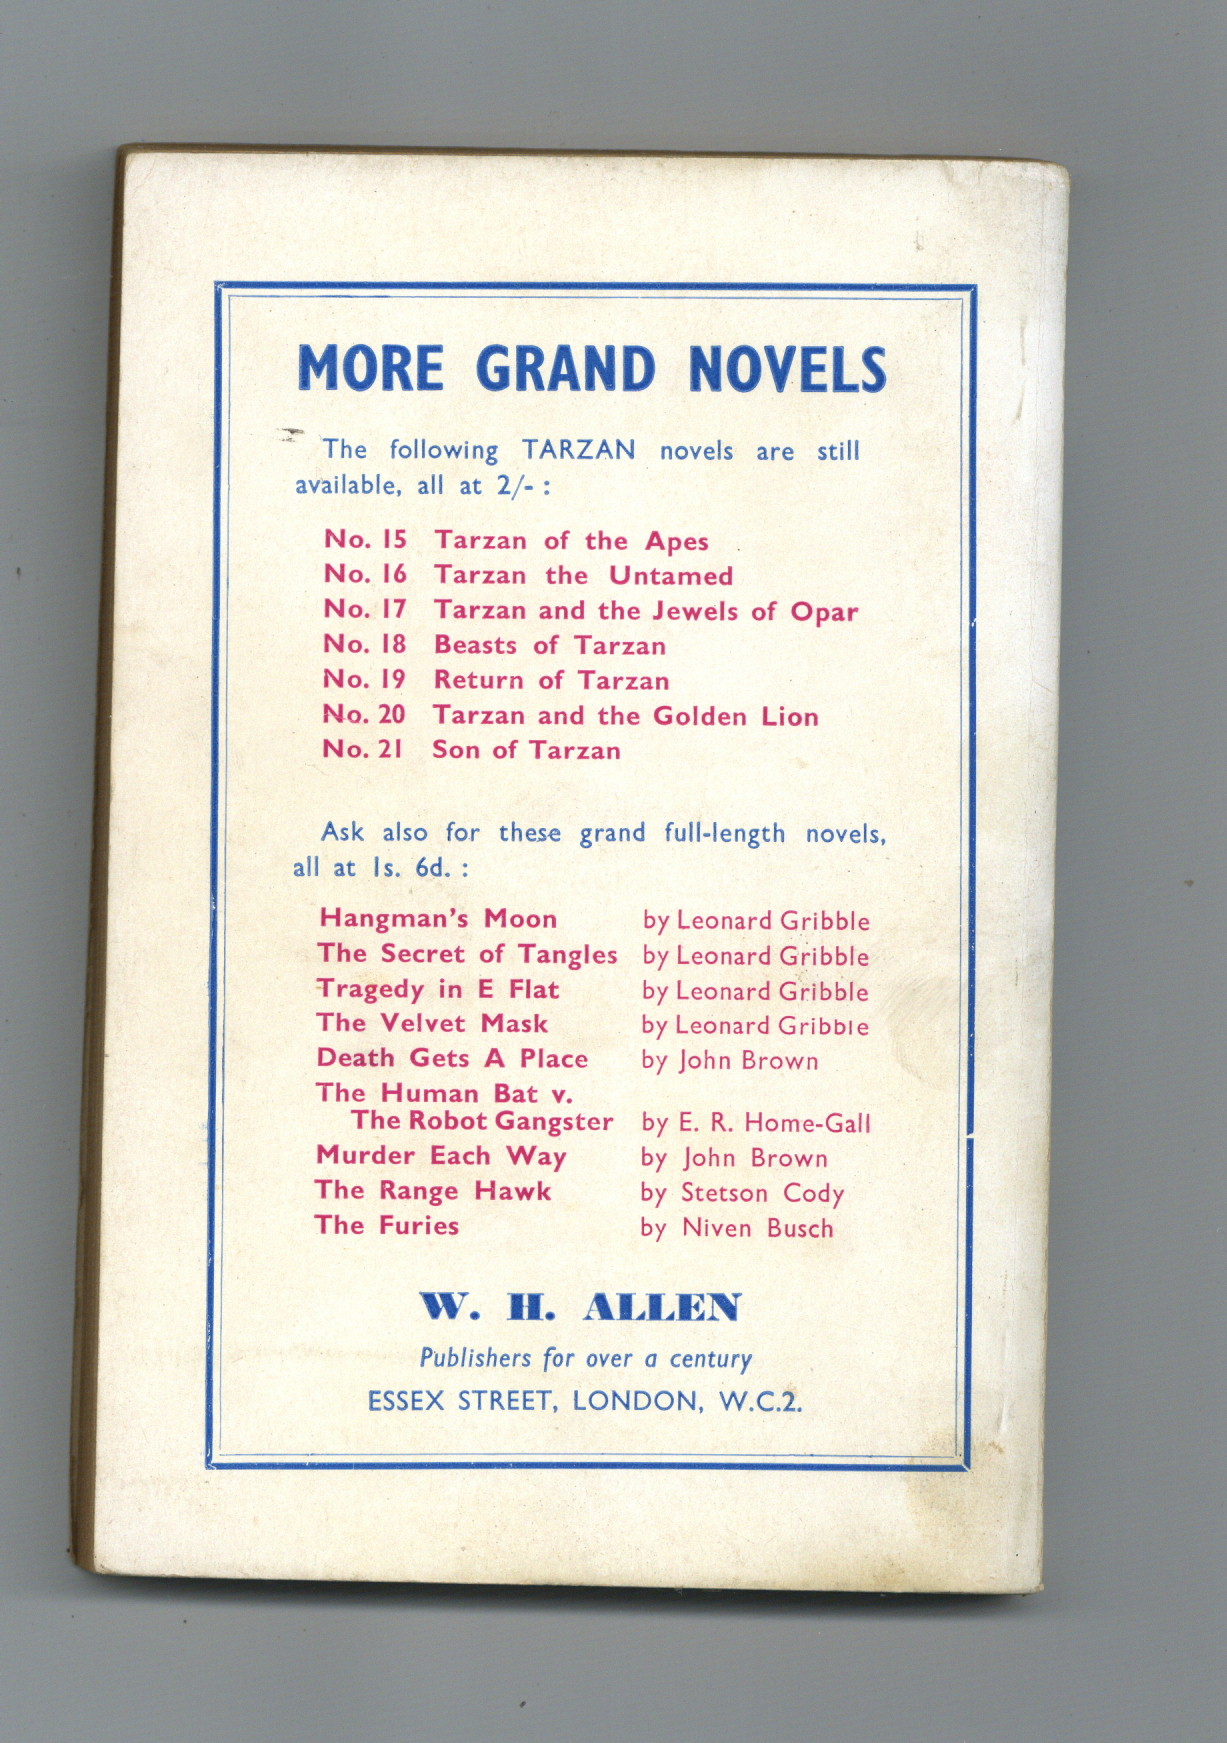 MORE GRAND NOVELS
The following TARZAN novels are still
available, all at 2/- :
No. 15 Tarzan of the Apes
No. 16 Tarzan the Untamed
No. 17 Tarzan and the Jewels of Opar
No. 18 Beasts of Tarzan
No. 19 Return of Tarzan
No. 20 Tarzan and the Golden Lion
No. 21 Son of Tarzan
Ask also for these grand full-length novels,
all at 1s. 6d. :
Hangman's Moon by Leonard Gribble
The Secret of Tangles by Leonard Gribble
Tragedy in E Flat by Leonard Gribble
The Velvet Mask by Leonard Gribble
Death Gets A Place by John Brown
The Human Bat v.
The Robot Gangster by E. R. Home-Gall
Murder Each Way by John Brown
The Range Hawk by Stetson Cody
The Furies by Niven Busch
W. H. ALLEN
Publishers for over a century
ESSEX STREET, LONDON, W.C.2.